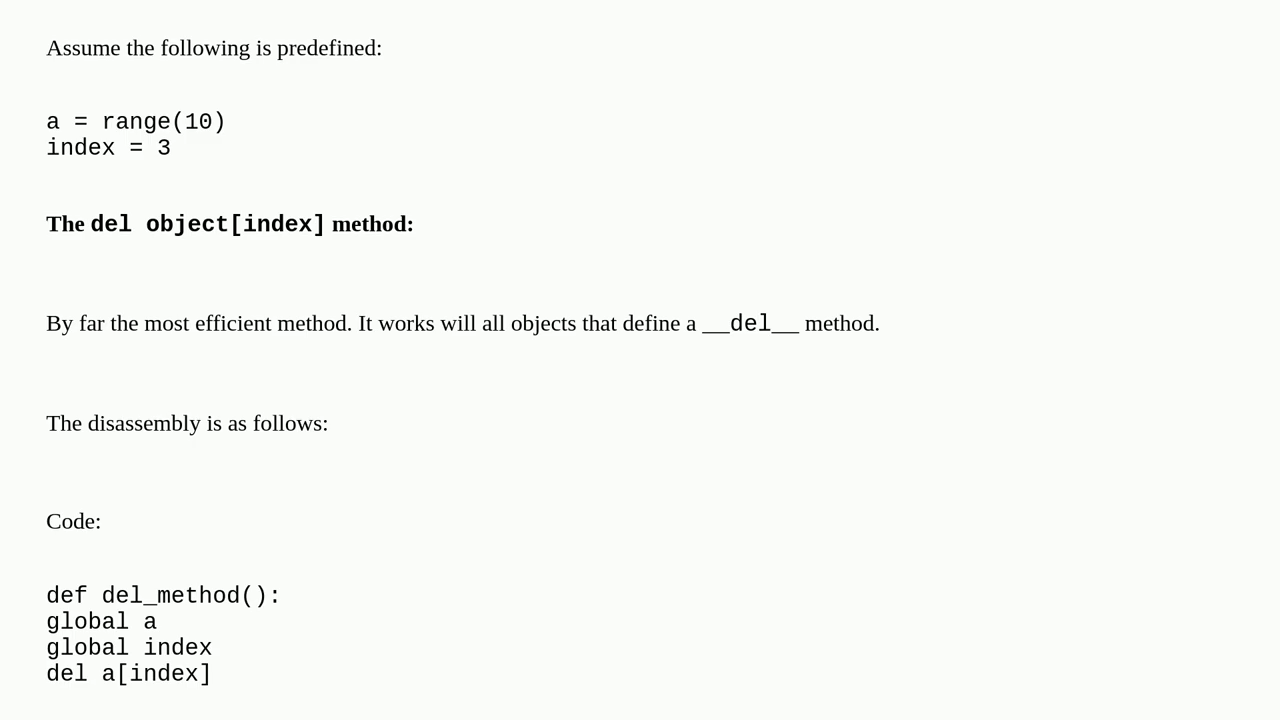 Assume the following is predefined:
a = range(10)
index = 3
The del object[index] method:
By far the most efficient method. It works will all objects that define a __del__ method.
The disassembly is as follows:
Code:
def del_method():
global a
global index
del a[index]